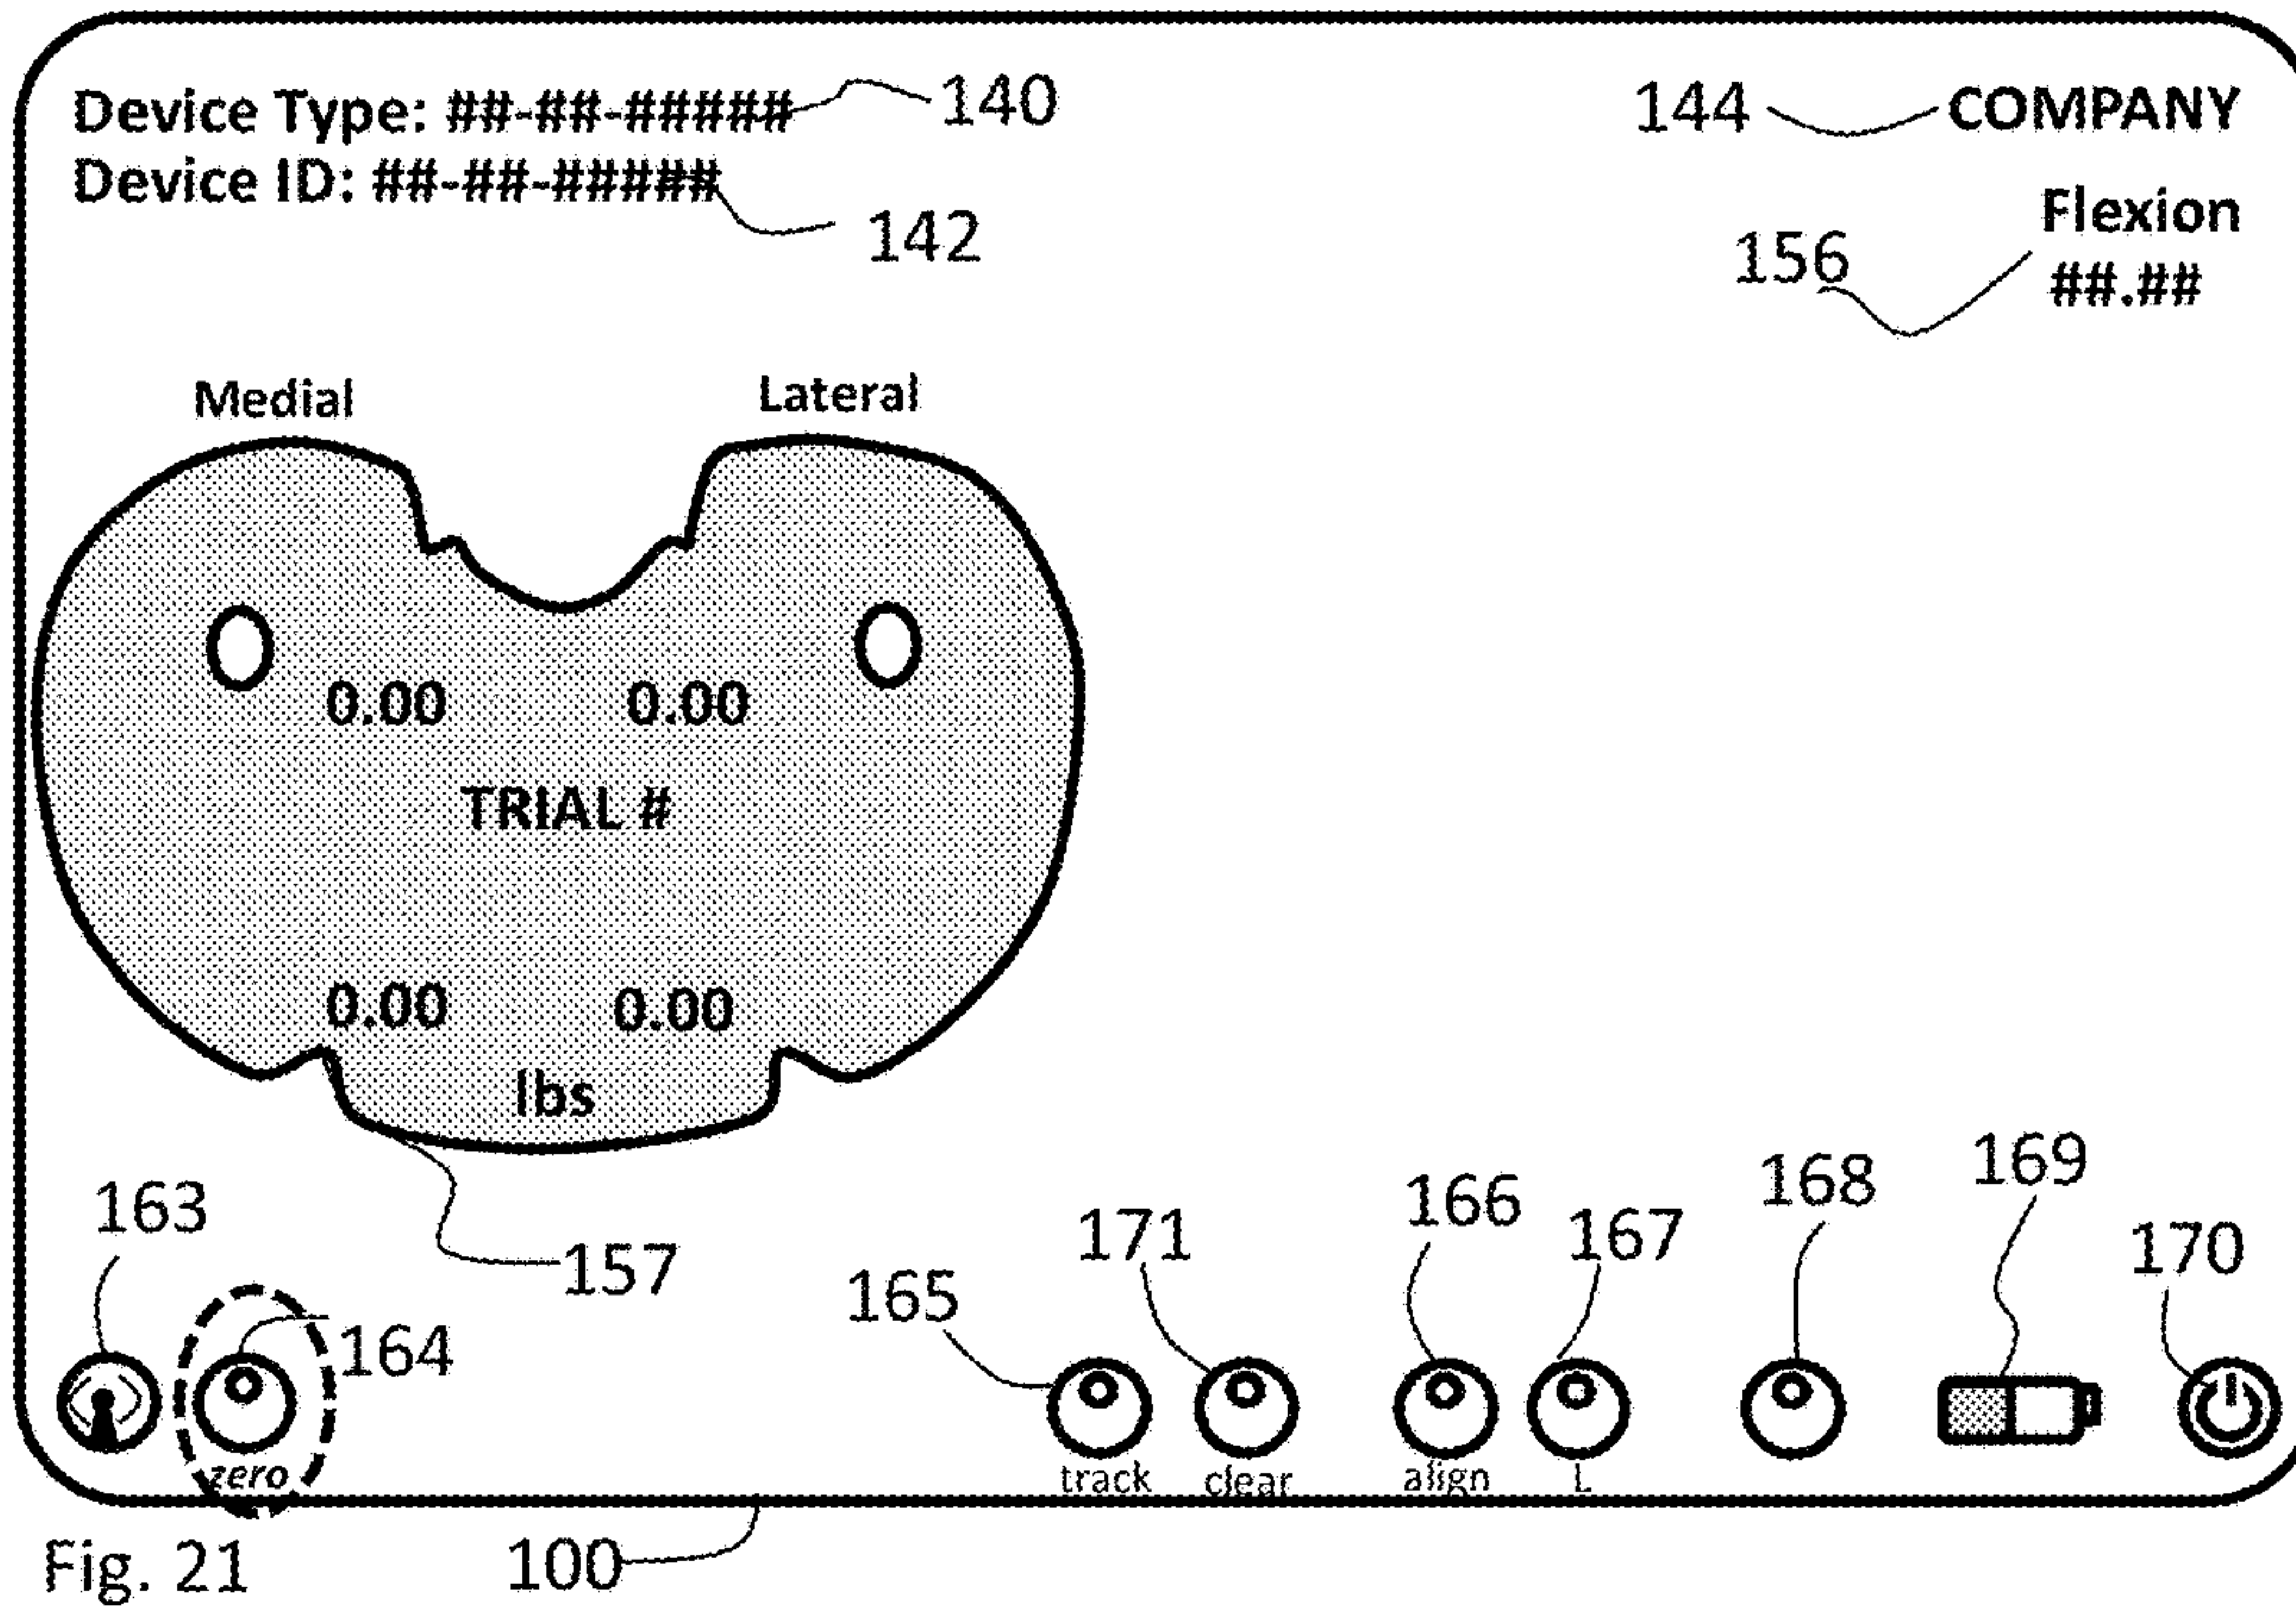 Device Type: ##-##-##### 140
144 COMPANY
Device ID: ##-##-#####
142
Flexion
156
##.##
Medial
Lateral
0.00 0.00
TRIAL #
0.00 0.00
lbs
163
157
164
165
171
166
167
168
169
170
zero
track
clear
align
L
Fig. 21
100